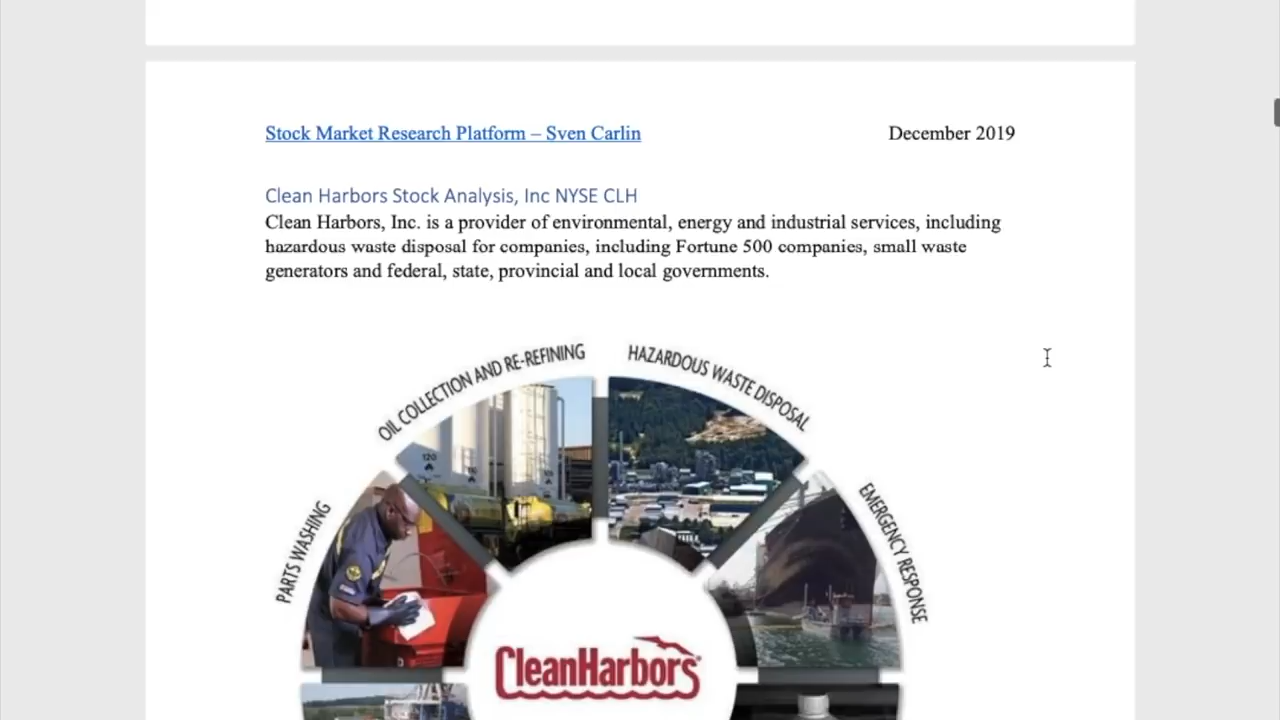 Stock Market Research Platform – Sven Carlin December 2019
Clean Harbors Stock Analysis, Inc NYSE CLH
Clean Harbors, Inc. is a provider of environmental, energy and industrial services, including
hazardous waste disposal for companies, including Fortune 500 companies, small waste
generators and federal, state, provincial and local governments.
OIL COLLECTION AND RE-REFINING
HAZARDOUS WASTE DISPOSAL
PARTS WASHING
EMERGENCY RESPONSE
120
CleanHarbors